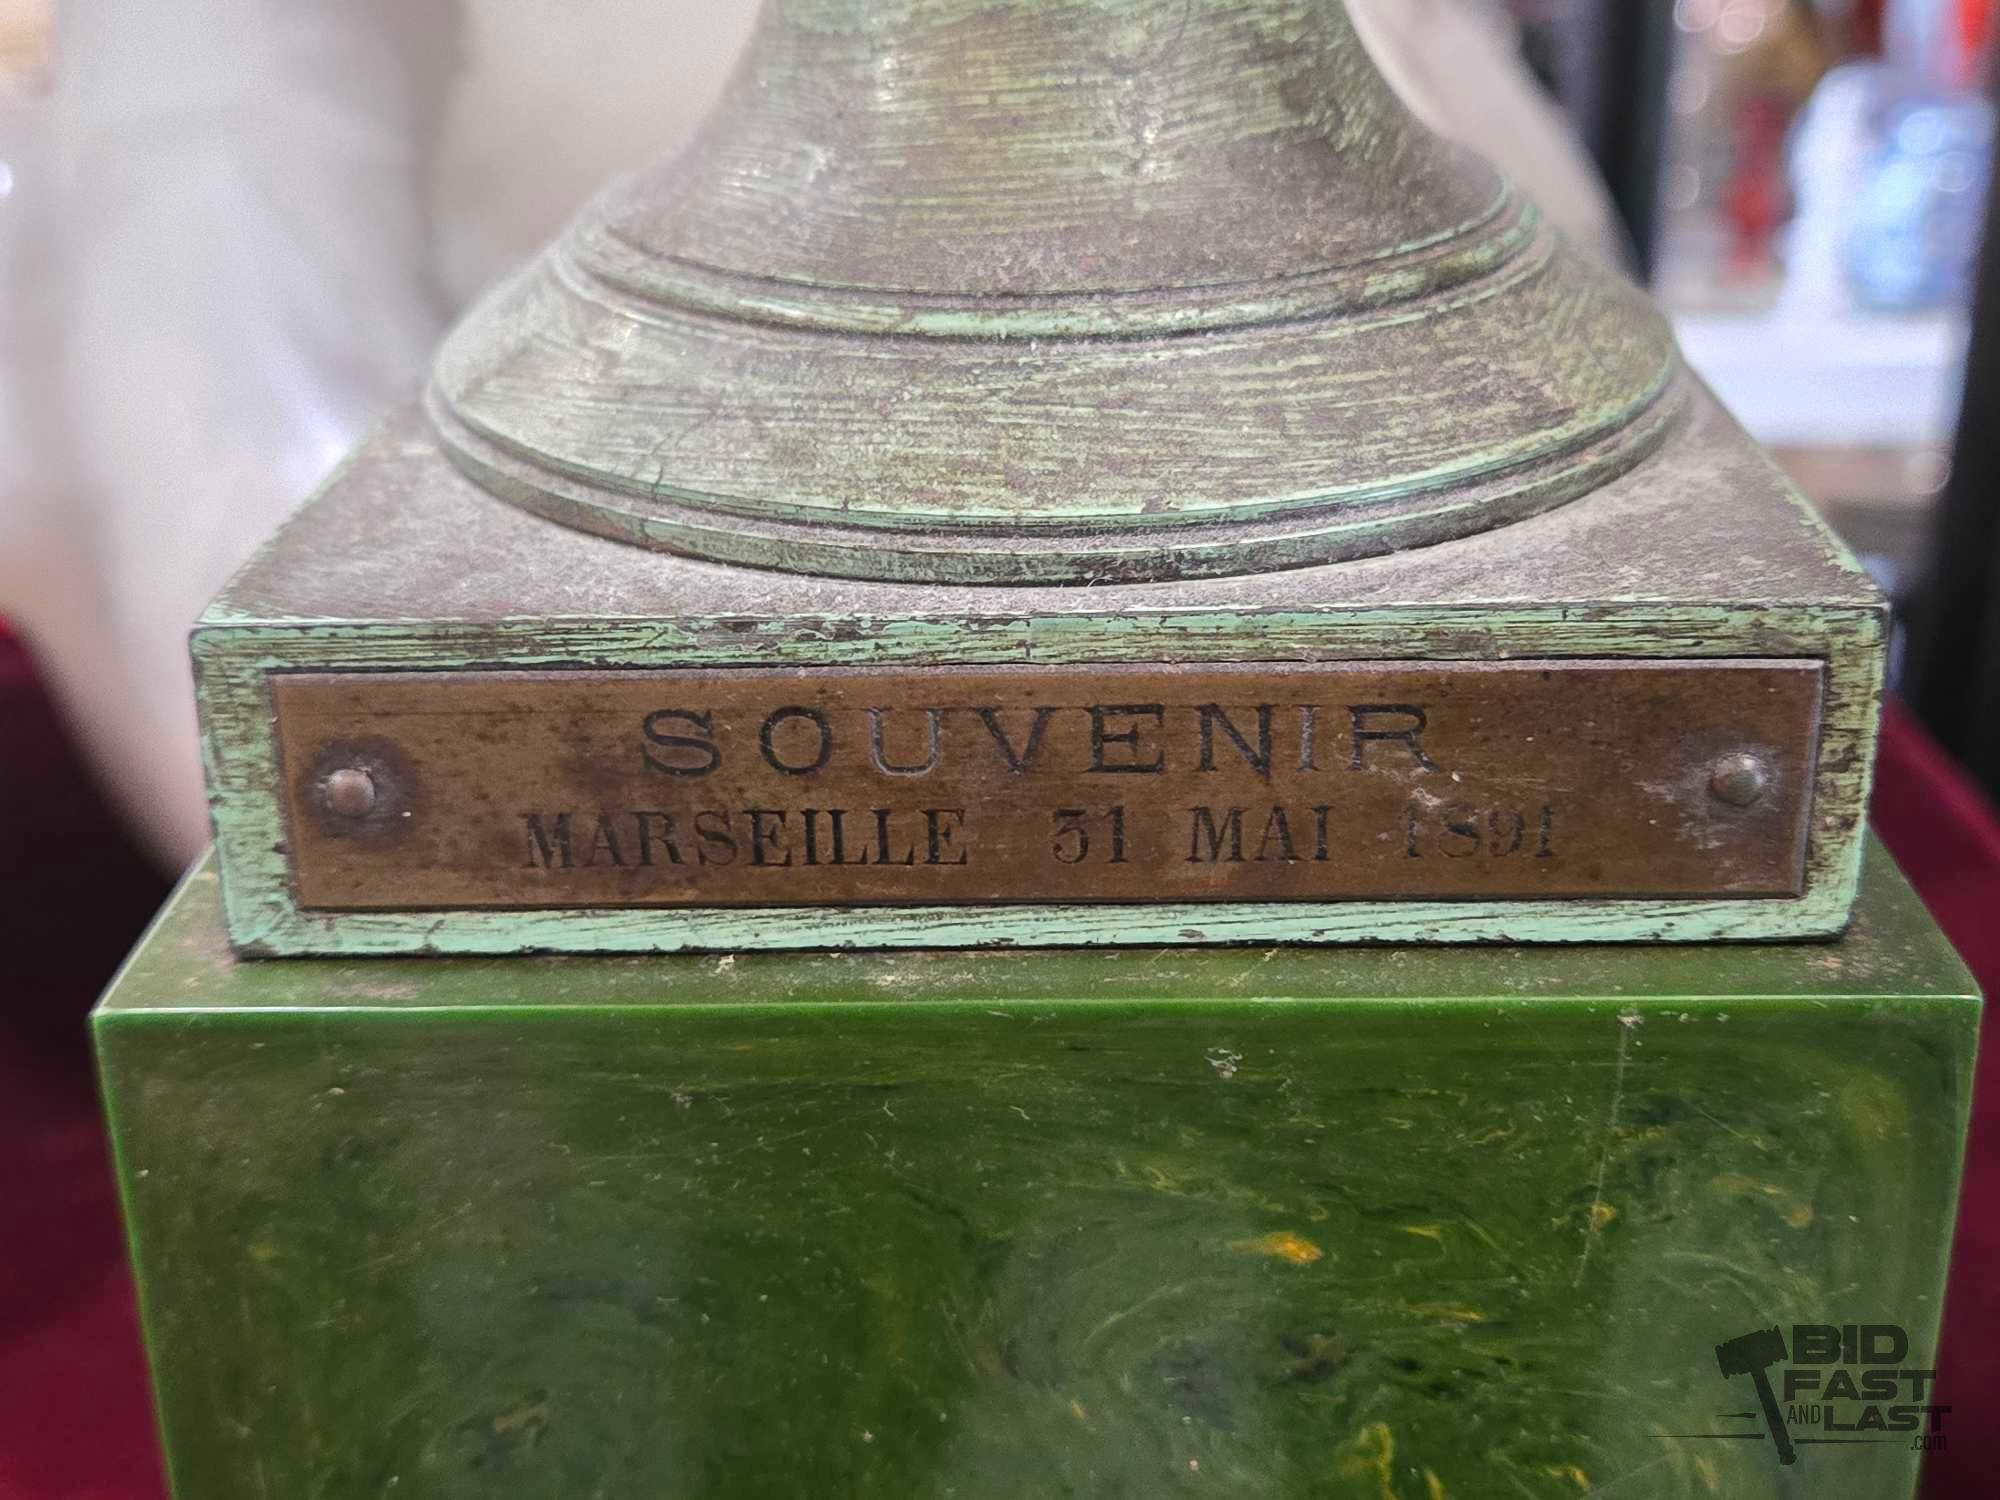 SOUVENIR
MARSEILLE 31 MAI 1891
BID
FAST
AND LAST
.com